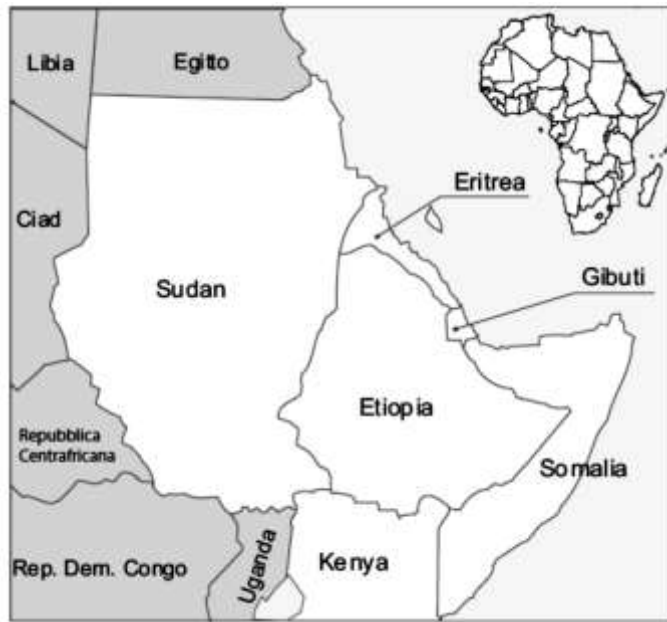 Libia
Egitto
Eritrea
Ciad
Gibuti
Sudan
Etiopia
Repubblica
Centrafricana
Somalia
Uganda
Kenya
Rep. Dem. Congo